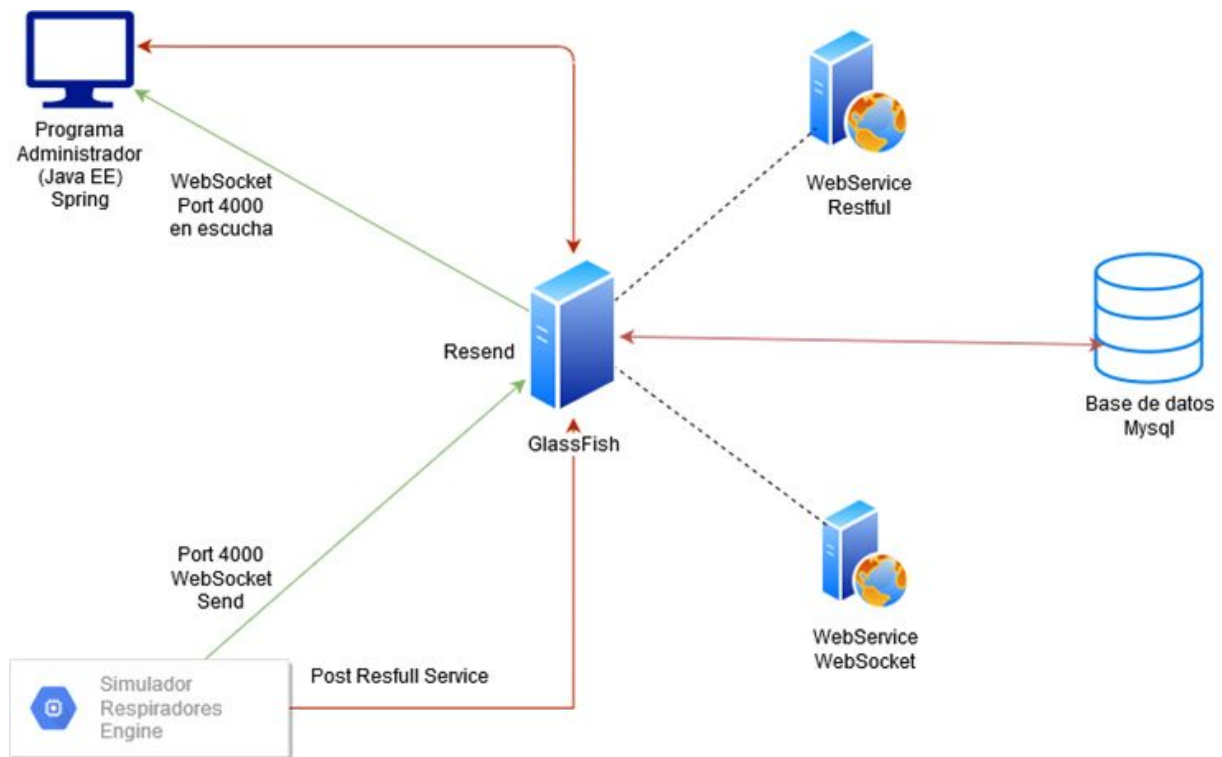 Programa
Administrador
(Java EE)
Spring
WebSocket
Port 4000
en escucha
WebService
Restful
Resend
GlassFish
Base de datos
Mysql
Port 4000
WebSocket
Send
WebService
WebSocket
Post Resfull Service
Simulador
Respiradores
Engine